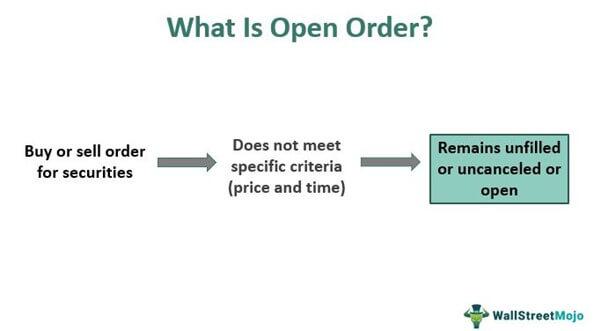 What Is Open Order?
Buy or sell order
for securities
Does not meet
specific criteria
(price and time)
Remains unfilled
or uncanceled or
open
WallStreetMojo